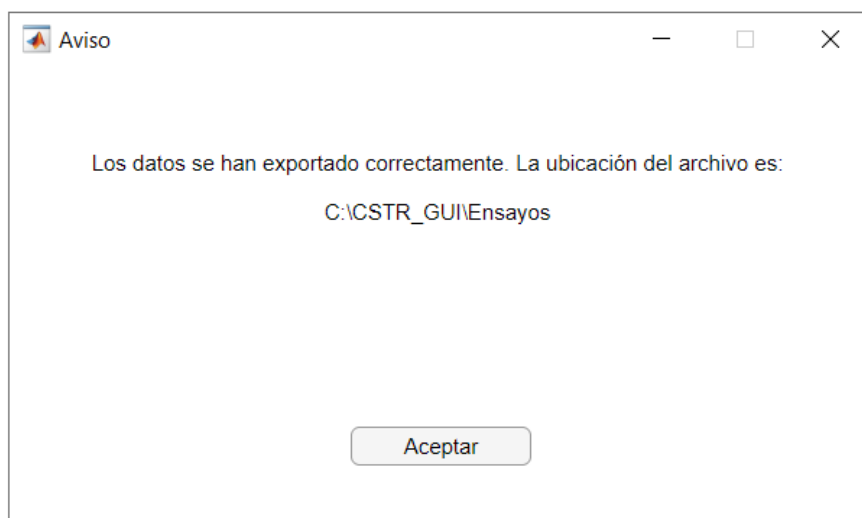 Aviso
Los datos se han exportado correctamente. La ubicación del archivo es:
C:\CSTR_GUI\Ensayos
Aceptar